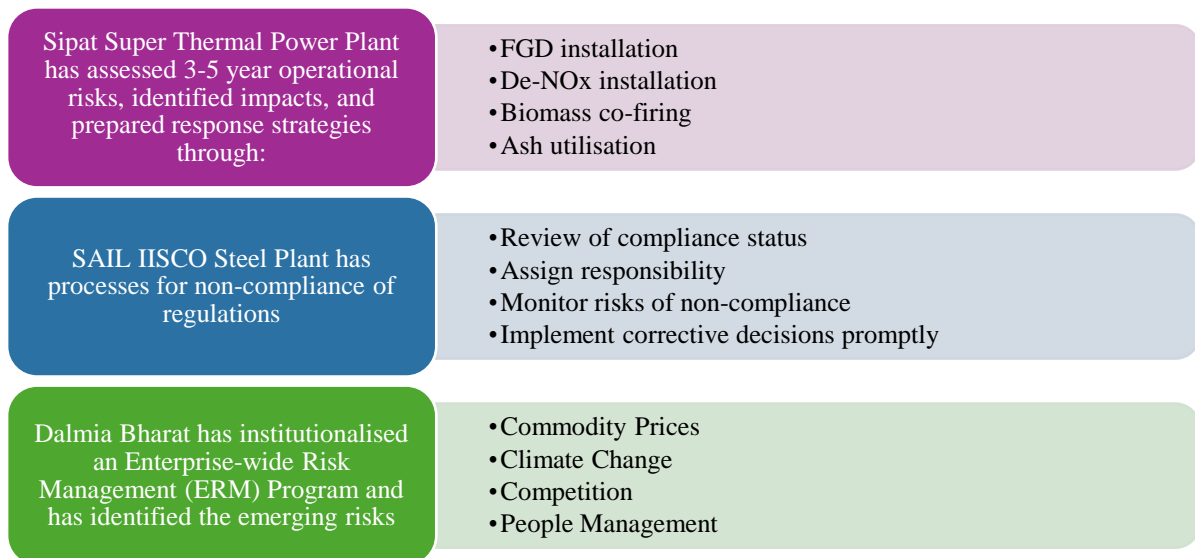 Sipat Super Thermal Power Plant
has assessed 3-5 year operational
risks, identified impacts, and
prepared response strategies
through:
•FGD installation
•De-NOx installation
•Biomass co-firing
•Ash utilisation
SAIL IISCO Steel Plant has
processes for non-compliance of
regulations
•Review of compliance status
•Assign responsibility
•Monitor risks of non-compliance
•Implement corrective decisions promptly
Dalmia Bharat has institutionalised
an Enterprise-wide Risk
Management (ERM) Program and
has identified the emerging risks
•Commodity Prices
•Climate Change
•Competition
•People Management